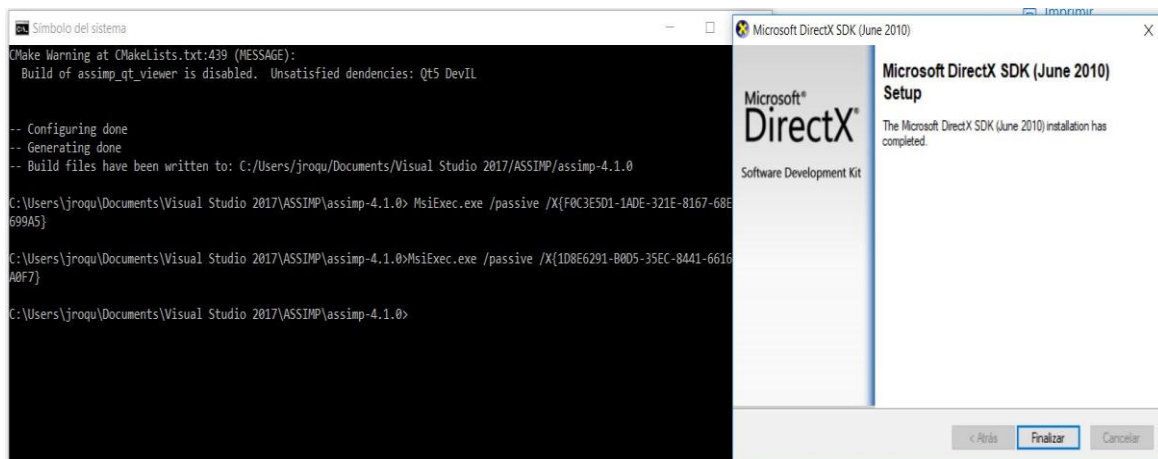 Símbolo del sistema
CMake Warning at CMakeLists.txt:439 (MESSAGE):
Build of assimp_qt_viewer is disabled. Unsatisfied dendencies: Qt5 DevIL
-- Configuring done
-- Generating done
-- Build files have been written to: C:/Users/jroqu/Documents/Visual Studio 2017/ASSIMP/assimp-4.1.0
C:\Users\jroqu\Documents\Visual Studio 2017\ASSIMP\assimp-4.1.0> MsiExec.exe /passive /X{F0C3E5D1-1ADE-321E-8167-68E
699A5}
C:\Users\jroqu\Documents\Visual Studio 2017\ASSIMP\assimp-4.1.0>MsiExec.exe /passive /X{1D8E6291-B0D5-35EC-8441-6616
A0F7}
C:\Users\jroqu\Documents\Visual Studio 2017\ASSIMP\assimp-4.1.0>
Imprimir
Microsoft DirectX SDK (June 2010)
Microsoft®
DirectX®
Software Development Kit
Microsoft DirectX SDK (June 2010)
Setup
The Microsoft DirectX SDK (June 2010) installation has
completed.
< Atrás
Finalizar
Cancelar